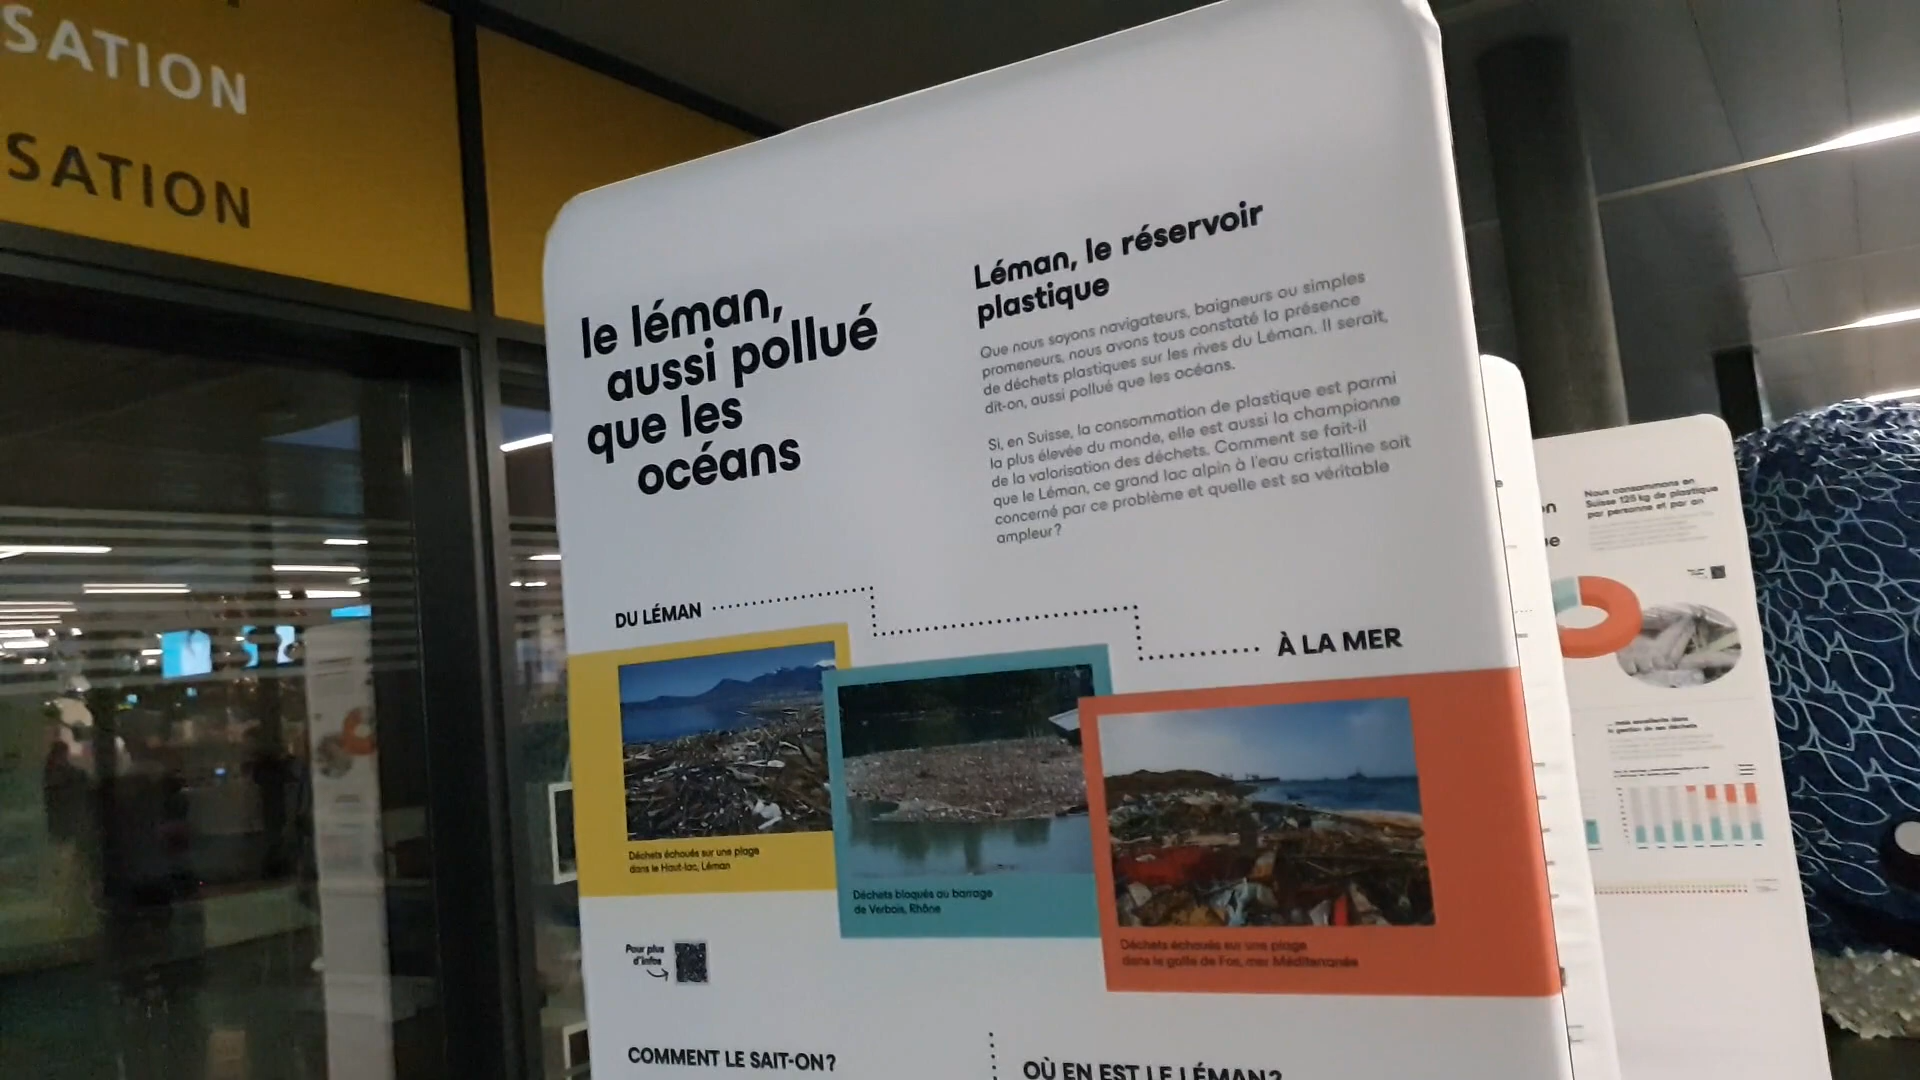 SATION
SATION
le léman,
aussi pollué
que les
océans
Léman, le réservoir
plastique
Que nous soyons navigateurs, baigneurs ou simples
promeneurs, nous avons tous constaté la présence
de déchets plastiques sur les rives du Léman. Il serait,
dit-on, aussi pollué que les océans.
Si, en Suisse, la consommation de plastique est parmi
la plus élevée du monde, elle est aussi la championne
de la valorisation des déchets. Comment se fait-il
que le Léman, ce grand lac alpin à l'eau cristalline soit
concerné par ce problème et quelle est sa véritable
ampleur ?
DU LÉMAN
À LA MER
Déchets échoués sur une plage
dans le Haut-lac, Léman
Déchets bloqués au barrage
de Verbois, Rhône
Déchets échoués sur une plage
dans le golfe de Fos, mer Méditerranée
Pour plus
d'infos
COMMENT LE SAIT-ON ?
OÙ EN EST LE LÉMAN ?
Nous consommons en
Suisse 125 kg de plastique
par personne et par an